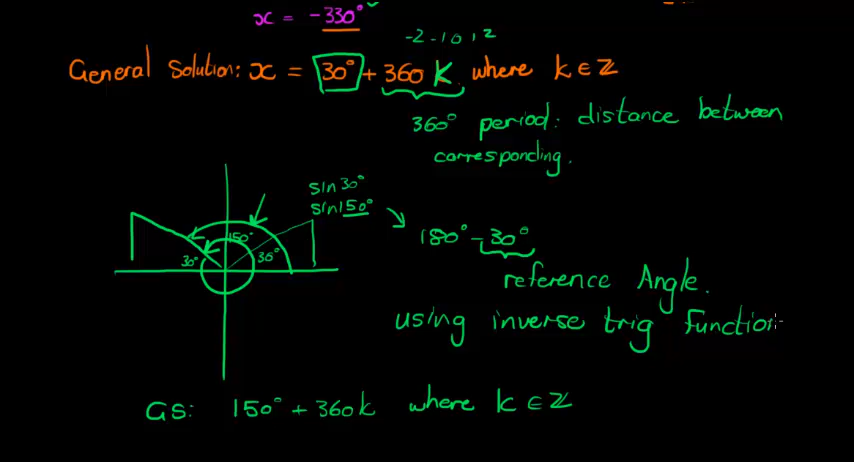 x = -330°
-2 -1 0 1 2
General Solution: x = 30° + 360 k where k ∈ ℤ
360° period: distance between
corresponding.
sin 30°
sin 150°
180° - 30°
150°
30° 30°
reference Angle.
using inverse trig function
GS: 150° + 360k where k ∈ ℤ